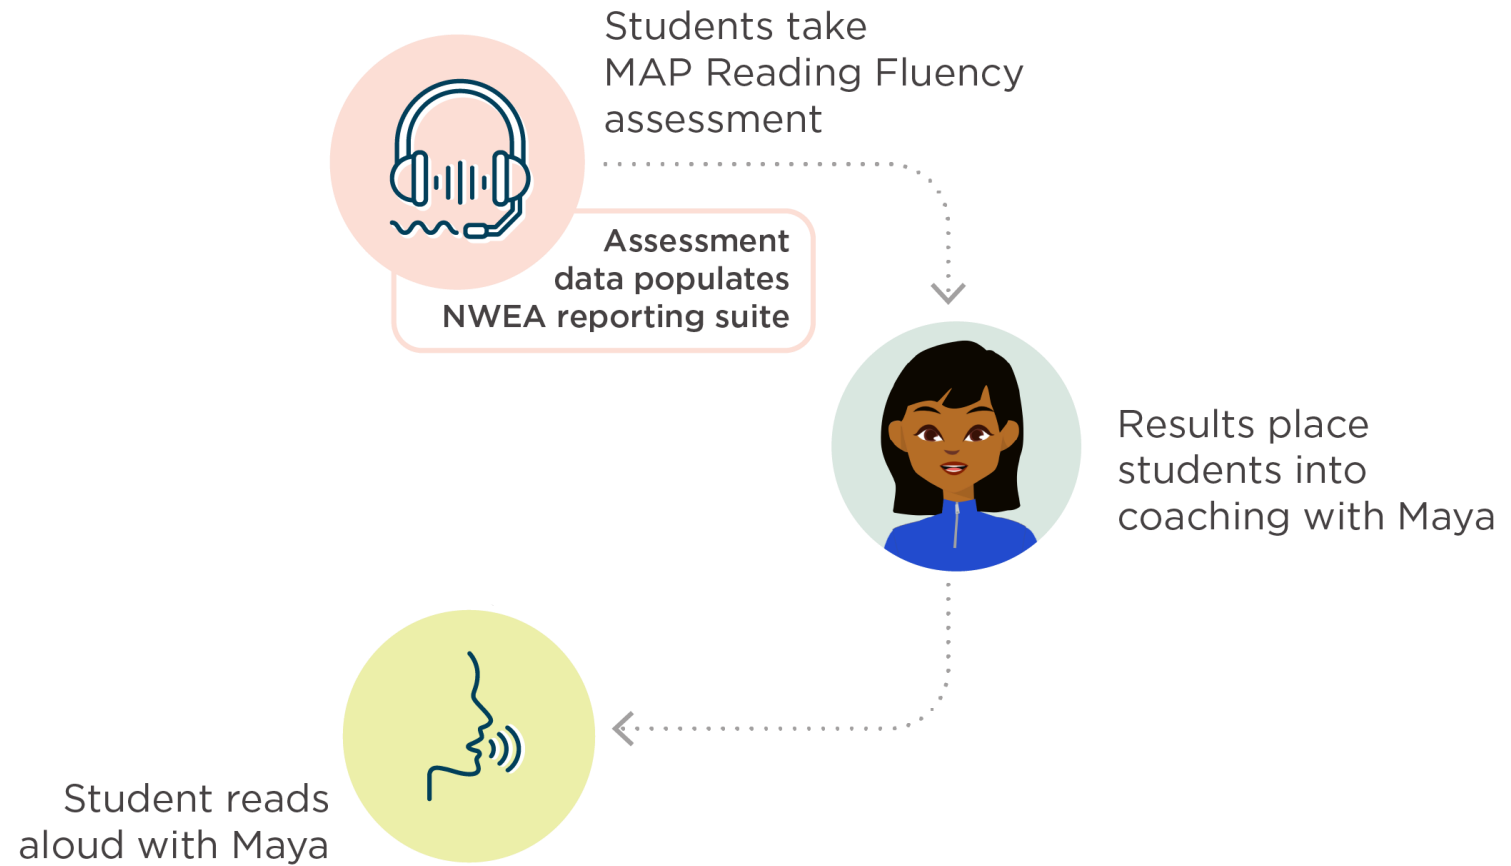 Students take
MAP Reading Fluency
assessment
Assessment
data populates
NWEA reporting suite
Results place
students into
coaching with Maya
Student reads
aloud with Maya